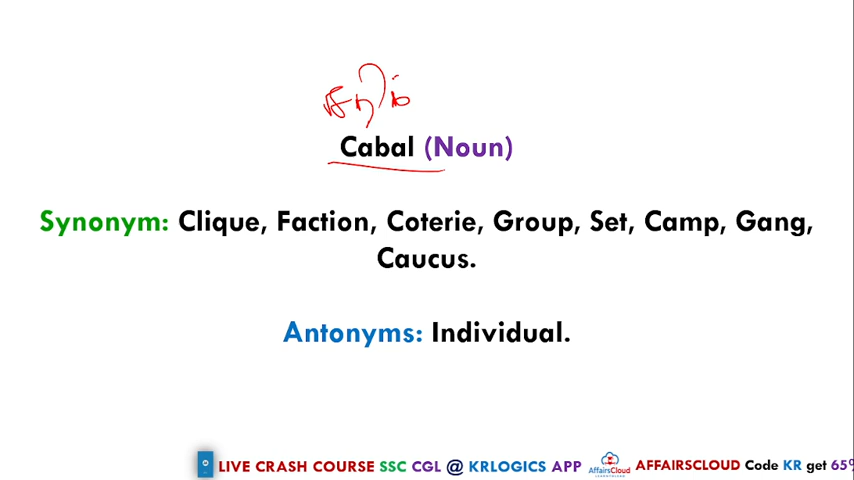 Cabal (Noun)
Synonym: Clique, Faction, Coterie, Group, Set, Camp, Gang,
Caucus.
Antonyms: Individual.
LIVE CRASH COURSE SSC CGL @ KRLOGICS APP AffairsCloud AFFAIRSCLOUD Code KR get 65%